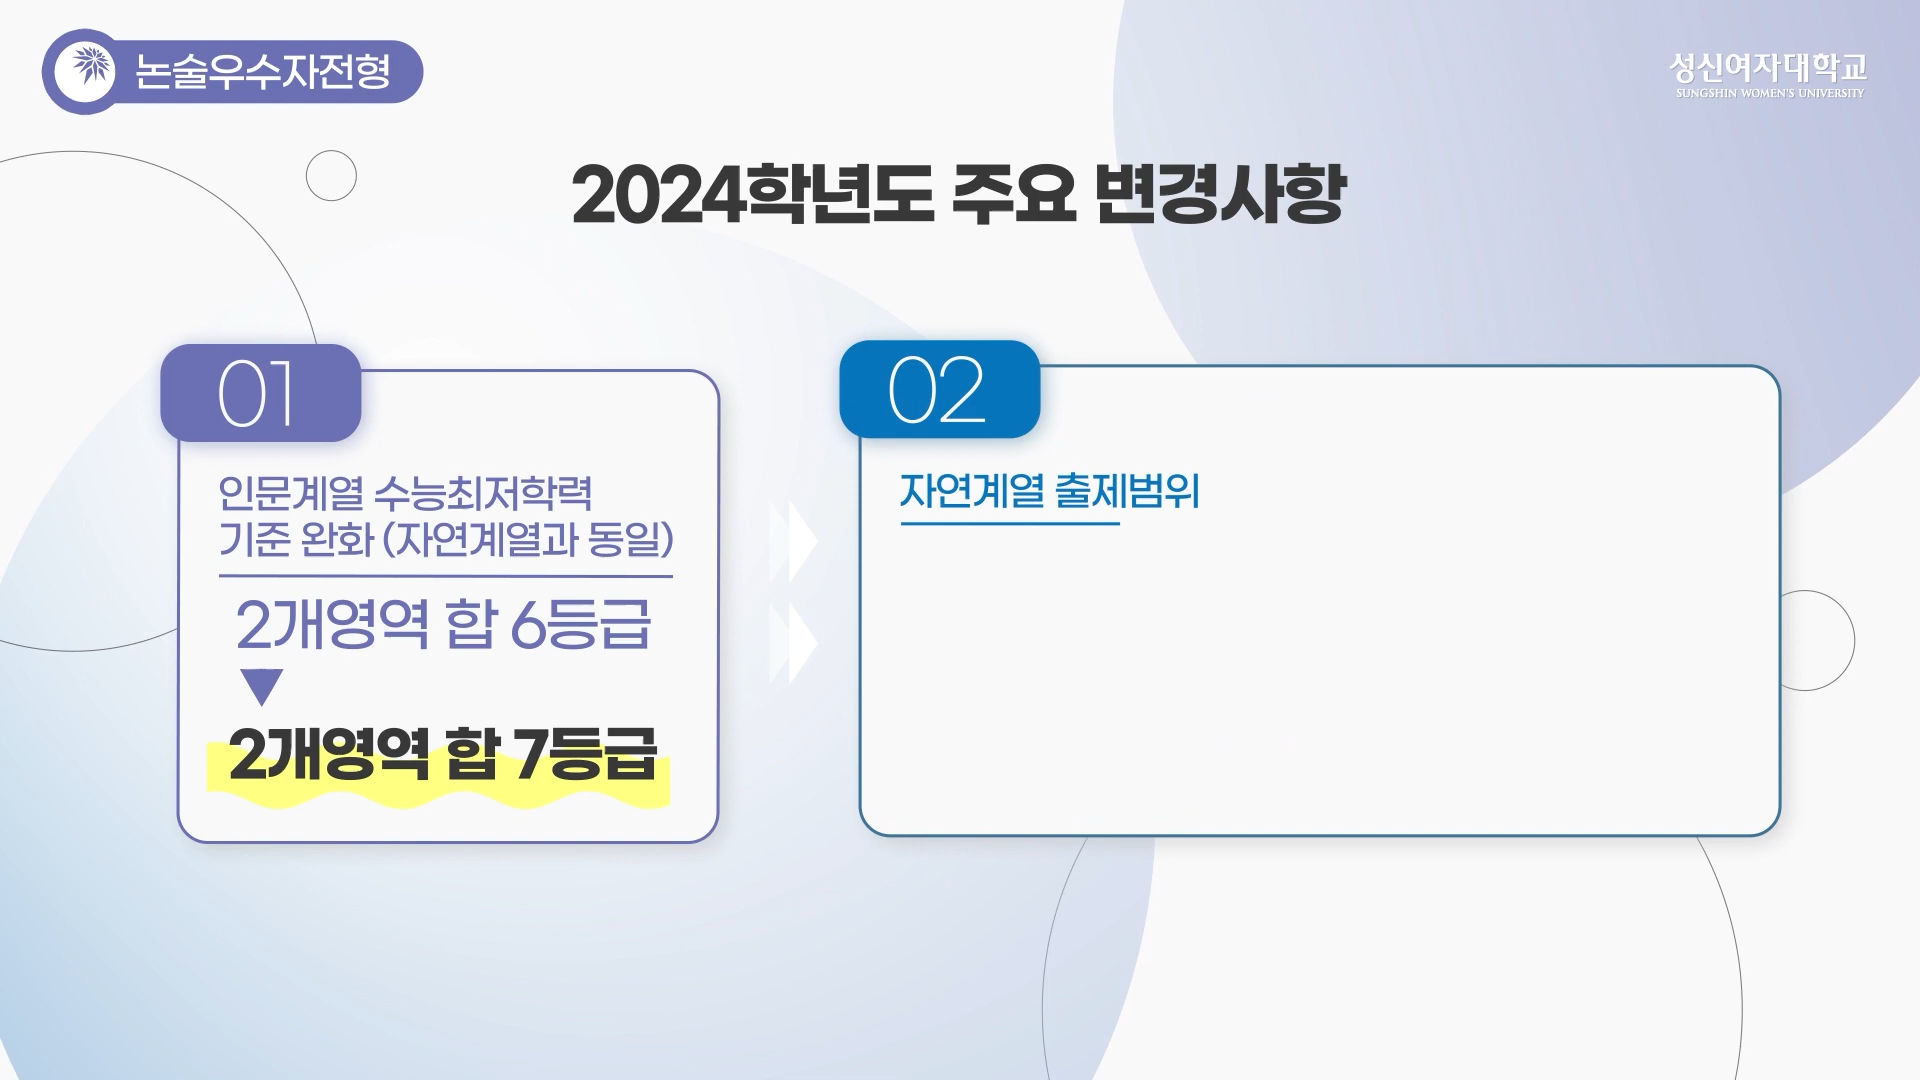 논술우수자전형
성신여자대학교
SUNGSHIN WOMEN'S UNIVERSITY
2024학년도 주요 변경사항
01
인문계열 수능최저학력
기준 완화 (자연계열과 동일)
2개영역 합 6등급
▼
2개영역 합 7등급
02
자연계열 출제범위